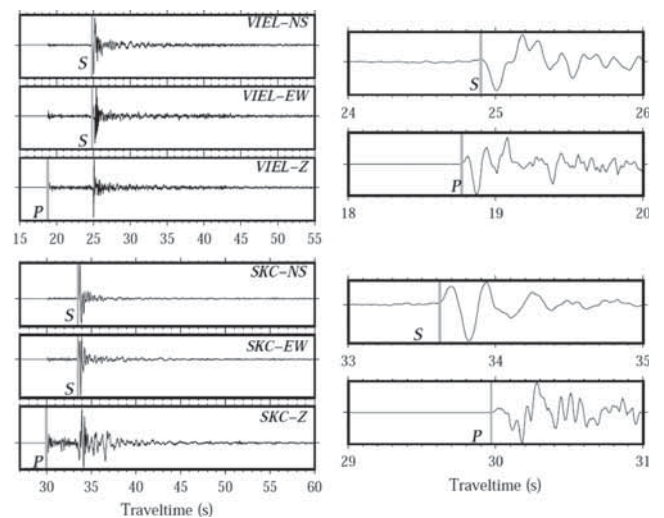 VIEL-NS
S
VIEL-EW
S
VIEL-Z
P
15 20 25 30 35 40 45 50 55
SKC-NS
S
SKC-EW
S
SKC-Z
P
30 35 40 45 50 55 60
Traveltime (s)
S
24 25 26
P
18 19 20
S
33 34 35
P
29 30 31
Traveltime (s)